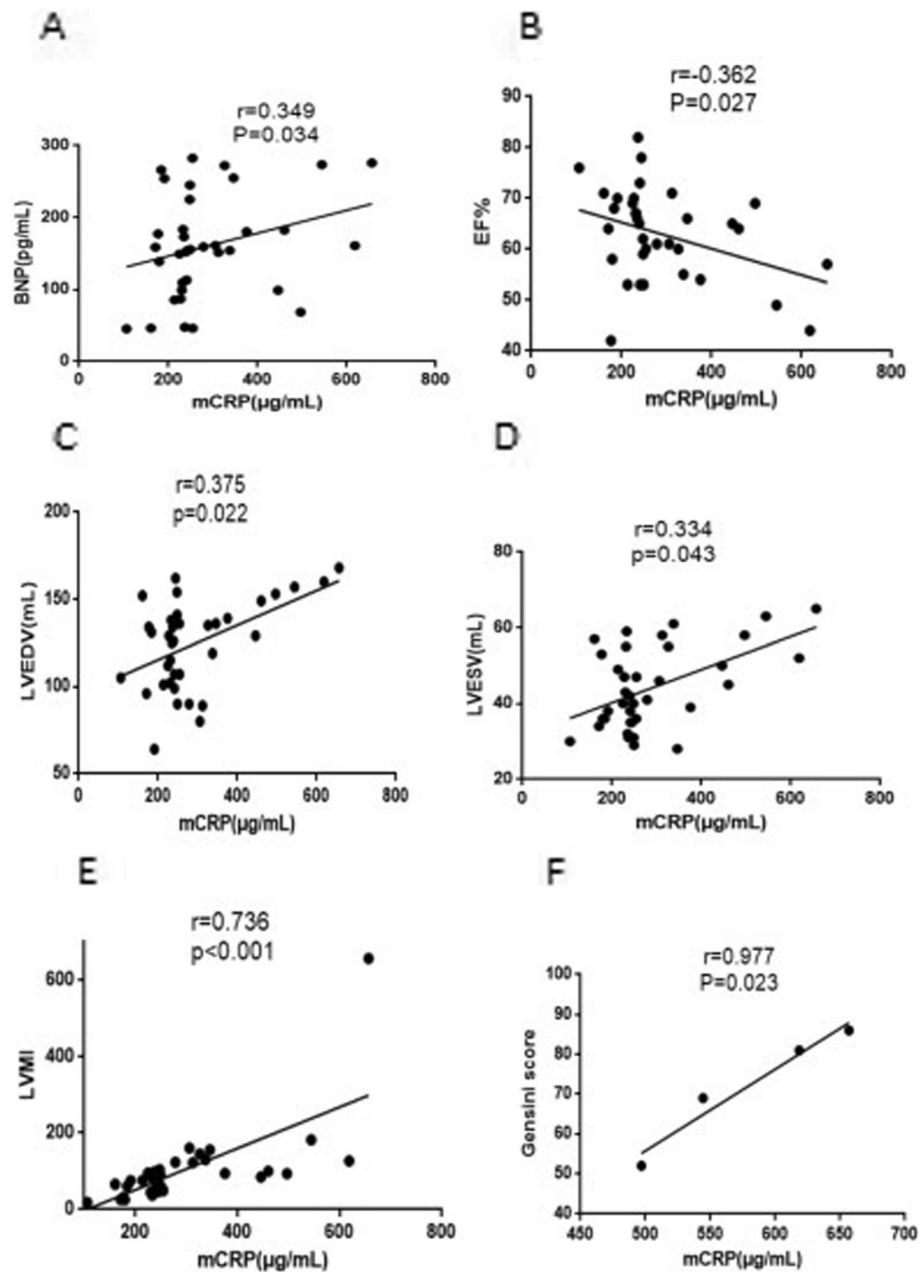 A
r=0.349
P=0.034
BNP(pg/mL)
300
200
100
0
0 200 400 600 800
mCRP(µg/mL)
B
r=-0.362
P=0.027
EF%
90
80
70
60
50
40
0 200 400 600 800
mCRP(µg/mL)
C
r=0.375
p=0.022
LVEDV(mL)
200
150
100
50
0 200 400 600 800
mCRP(µg/mL)
D
r=0.334
p=0.043
LVESV(mL)
80
60
40
20
0 200 400 600 800
mCRP(µg/mL)
E
r=0.736
p<0.001
LVMI
600
400
200
0
200 400 600 800
mCRP(µg/mL)
F
r=0.977
P=0.023
Gensini score
100
90
80
70
60
50
40
450 500 550 600 650 700
mCRP(µg/mL)